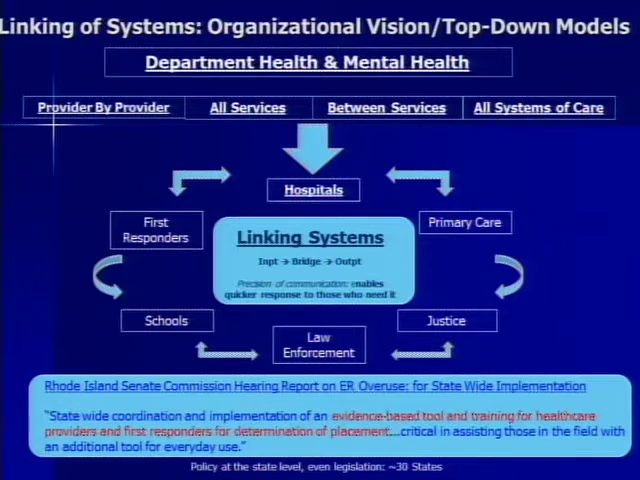 Linking of Systems: Organizational Vision/Top-Down Models
Department Health & Mental Health
Provider By Provider
All Services
Between Services
All Systems of Care
Hospitals
First
Responders
Primary Care
Linking Systems
Inpt → Bridge → Outpt
Precision of communication: enables
quicker response to those who need it
Schools
Justice
Law
Enforcement
Rhode Island Senate Commission Hearing Report on ER Overuse: for State Wide Implementation
“State wide coordination and implementation of an evidence-based tool and training for healthcare
providers and first responders for determination of placement…critical in assisting those in the field with
an additional tool for everyday use.”
Policy at the state level, even legislation: ~30 States